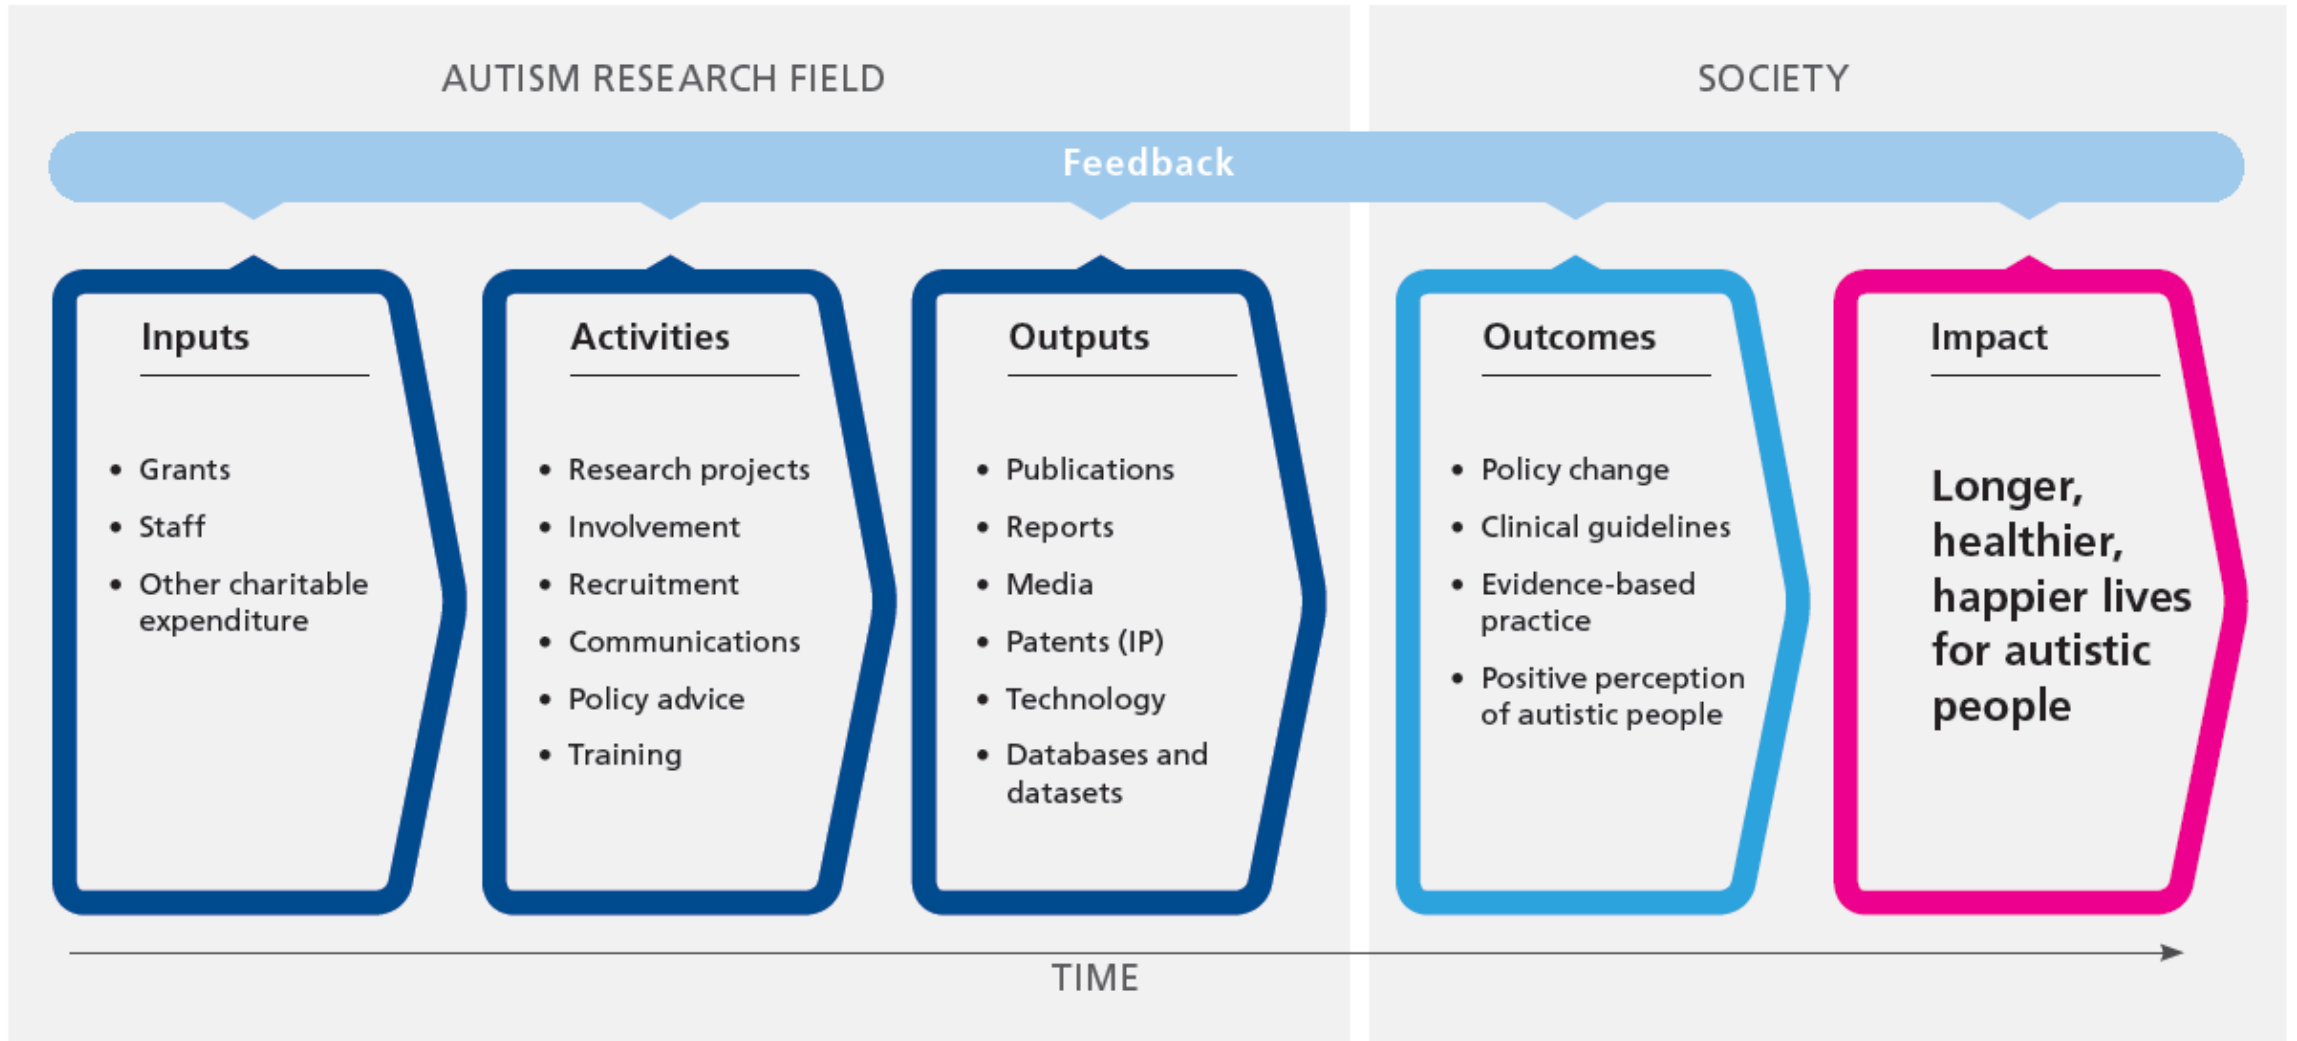 AUTISM RESEARCH FIELD
SOCIETY
Feedback
Inputs
• Grants
• Staff
• Other charitable
expenditure
Activities
• Research projects
• Involvement
• Recruitment
• Communications
• Policy advice
• Training
Outputs
• Publications
• Reports
• Media
• Patents (IP)
• Technology
• Databases and
datasets
Outcomes
• Policy change
• Clinical guidelines
• Evidence-based
practice
• Positive perception
of autistic people
Impact
Longer,
healthier,
happier lives
for autistic
people
TIME